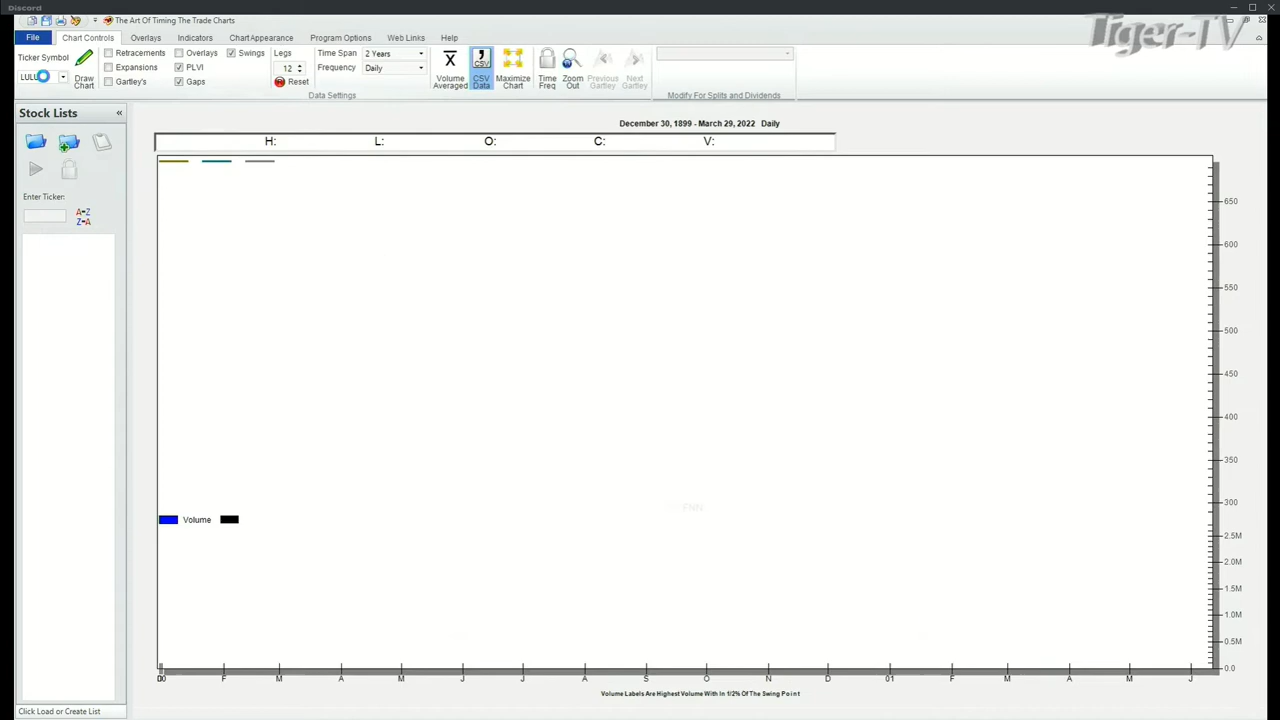 Discord
The Art Of Timing The Trade Charts
Tiger-TV
File Chart Controls Overlays Indicators Chart Appearance Program Options Web Links Help
Ticker Symbol
LULU
Draw
Chart
Retracements Overlays Swings
Expansions PLVI
Gartley's Gaps
Legs
12
Reset
Time Span 2 Years
Frequency Daily
Data Settings
Volume
Averaged
CSV
CSV
Data
Maximize
Chart
Time
Freq
Zoom
Out
Previous
Gartley
Next
Gartley
Modify For Splits and Dividends
Stock Lists «
Enter Ticker:
A-Z
Z-A
Click Load or Create List
December 30, 1899 - March 29, 2022 Daily
H: L: O: C: V:
650
600
550
500
450
400
350
300
FNN
Volume
2.5M
2.0M
1.5M
1.0M
0.5M
0.0
F M A M J J A S O N D 01 F M A M J
Volume Labels Are Highest Volume With In 1/2% Of The Swing Point